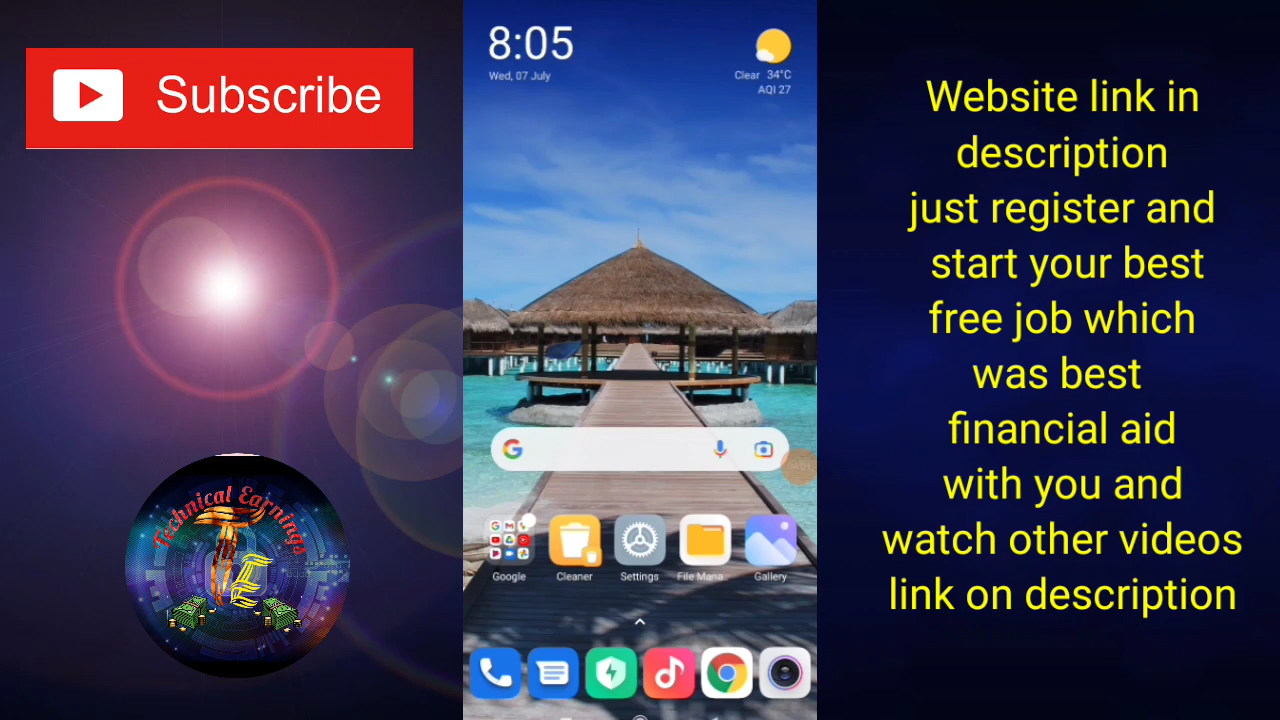 Subscribe
Technical Earnings
8:05
Wed, 07 July
Clear 34°C
AQI 27
04:01
Google
Cleaner
Settings
File Mana..
Gallery
Website link in
description
just register and
start your best
free job which
was best
financial aid
with you and
watch other videos
link on description